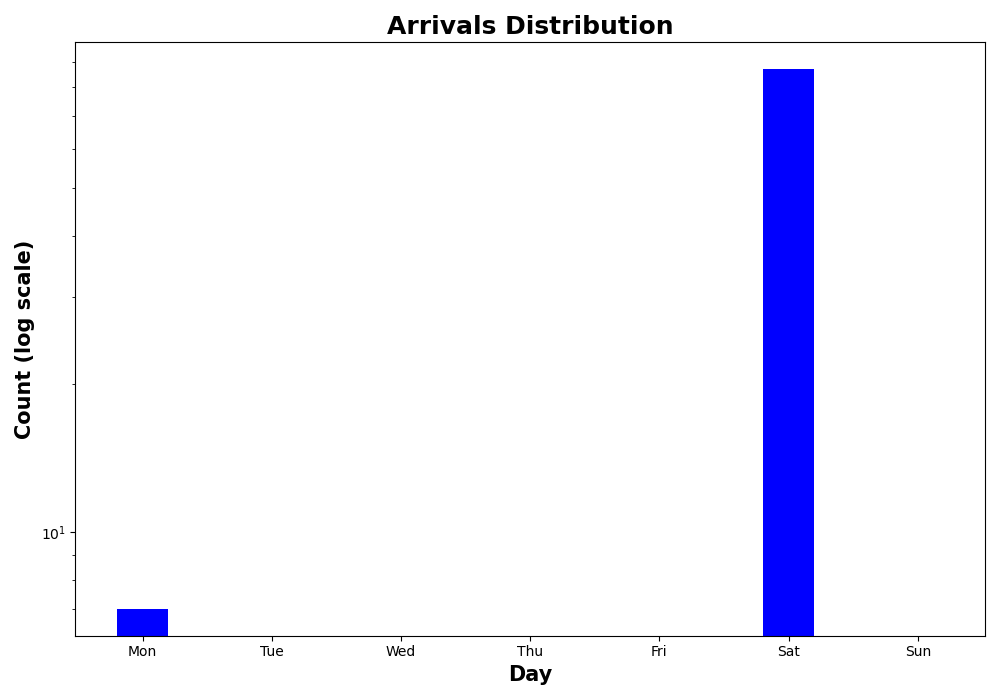 Arrivals Distribution
Count (log scale)
10¹
Mon Tue Wed Thu Fri Sat Sun
Day